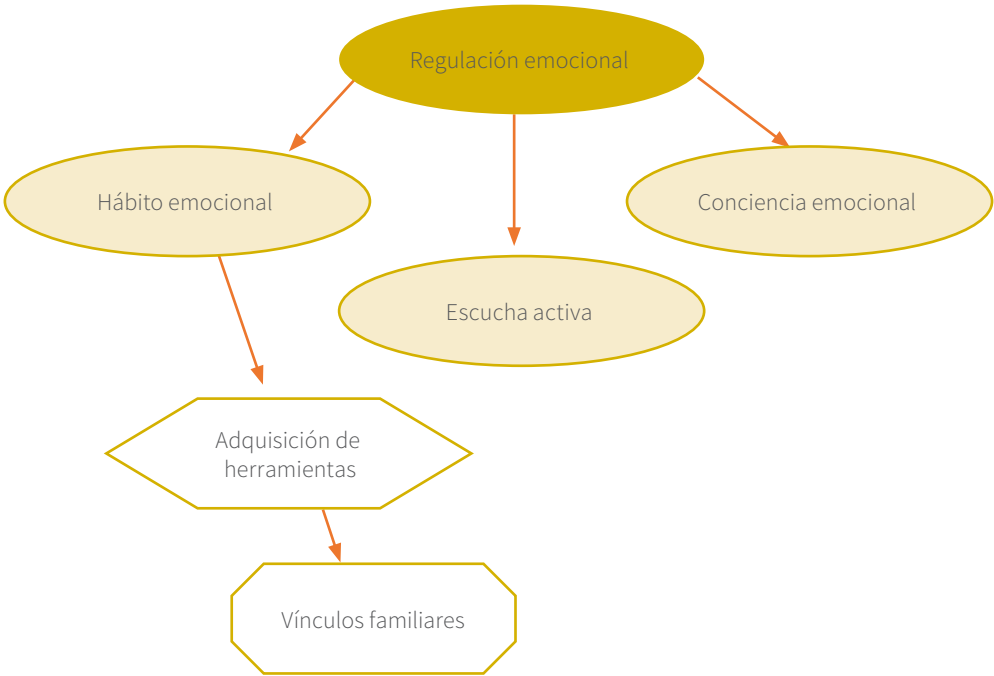 Regulación emocional
Hábito emocional
Conciencia emocional
Escucha activa
Adquisición de
herramientas
Vínculos familiares